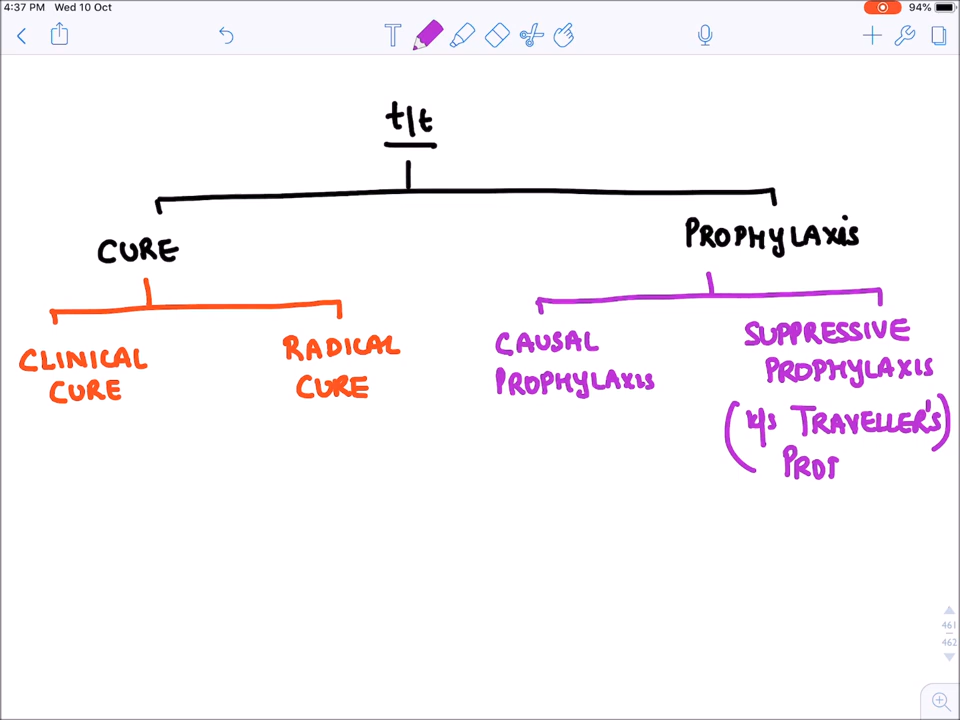 4:37 PM Wed 10 Oct
94%
T
t/t
CURE
PROPHYLAXIS
CLINICAL
CURE
RADICAL
CURE
CAUSAL
PROPHYLAXIS
SUPPRESSIVE
PROPHYLAXIS
(k/s TRAVELLER'S)
PROP
461
462